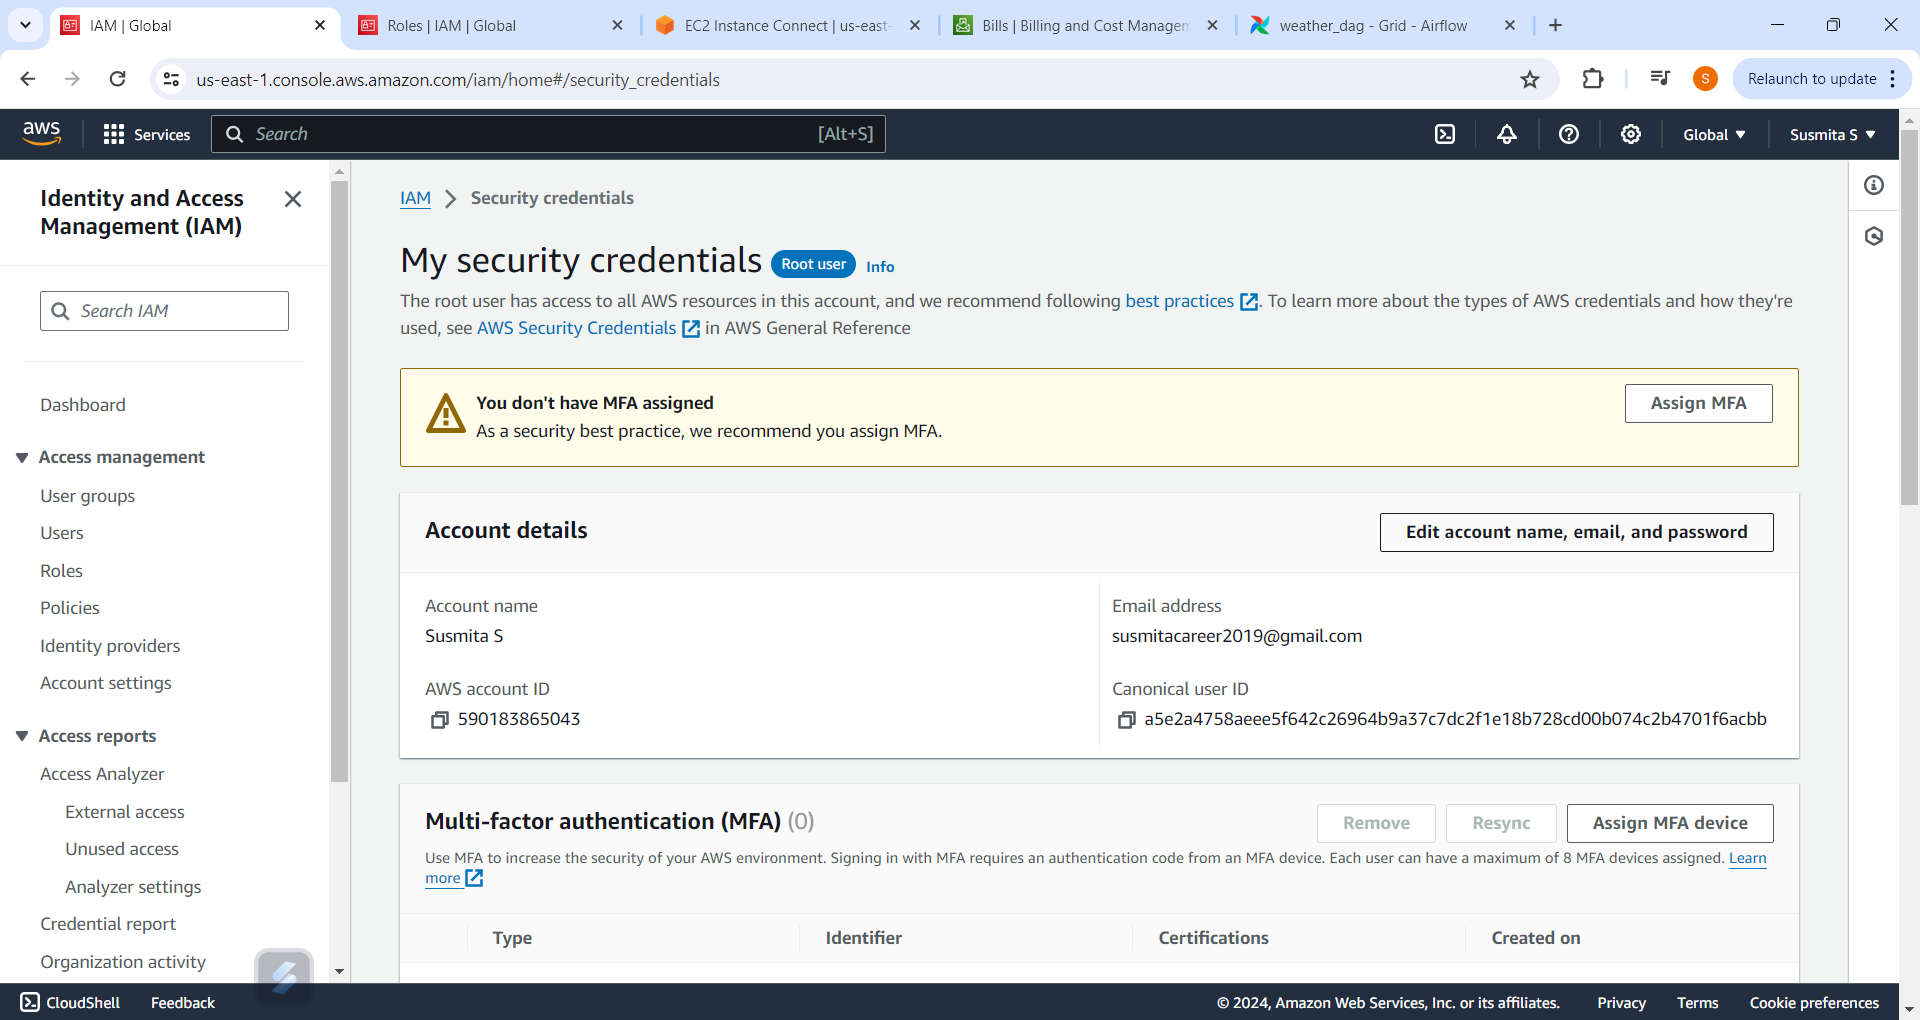 IAM | Global
Roles | IAM | Global
EC2 Instance Connect | us-east-
Bills | Billing and Cost Managem
weather_dag - Grid - Airflow
us-east-1.console.aws.amazon.com/iam/home#/security_credentials
S
Relaunch to update
aws
Services
Search
[Alt+S]
Global
Susmita S
Identity and Access
Management (IAM)
Search IAM
Dashboard
Access management
User groups
Users
Roles
Policies
Identity providers
Account settings
Access reports
Access Analyzer
External access
Unused access
Analyzer settings
Credential report
Organization activity
IAM > Security credentials
My security credentials Root user Info
The root user has access to all AWS resources in this account, and we recommend following best practices. To learn more about the types of AWS credentials and how they're
used, see AWS Security Credentials in AWS General Reference
You don't have MFA assigned
As a security best practice, we recommend you assign MFA.
Assign MFA
Account details
Edit account name, email, and password
Account name
Susmita S
Email address
susmitacareer2019@gmail.com
AWS account ID
590183865043
Canonical user ID
a5e2a4758aeee5f642c26964b9a37c7dc2f1e18b728cd00b074c2b4701f6acbb
Multi-factor authentication (MFA) (0)
Remove
Resync
Assign MFA device
Use MFA to increase the security of your AWS environment. Signing in with MFA requires an authentication code from an MFA device. Each user can have a maximum of 8 MFA devices assigned. Learn
more
Type
Identifier
Certifications
Created on
CloudShell
Feedback
© 2024, Amazon Web Services, Inc. or its affiliates.
Privacy
Terms
Cookie preferences